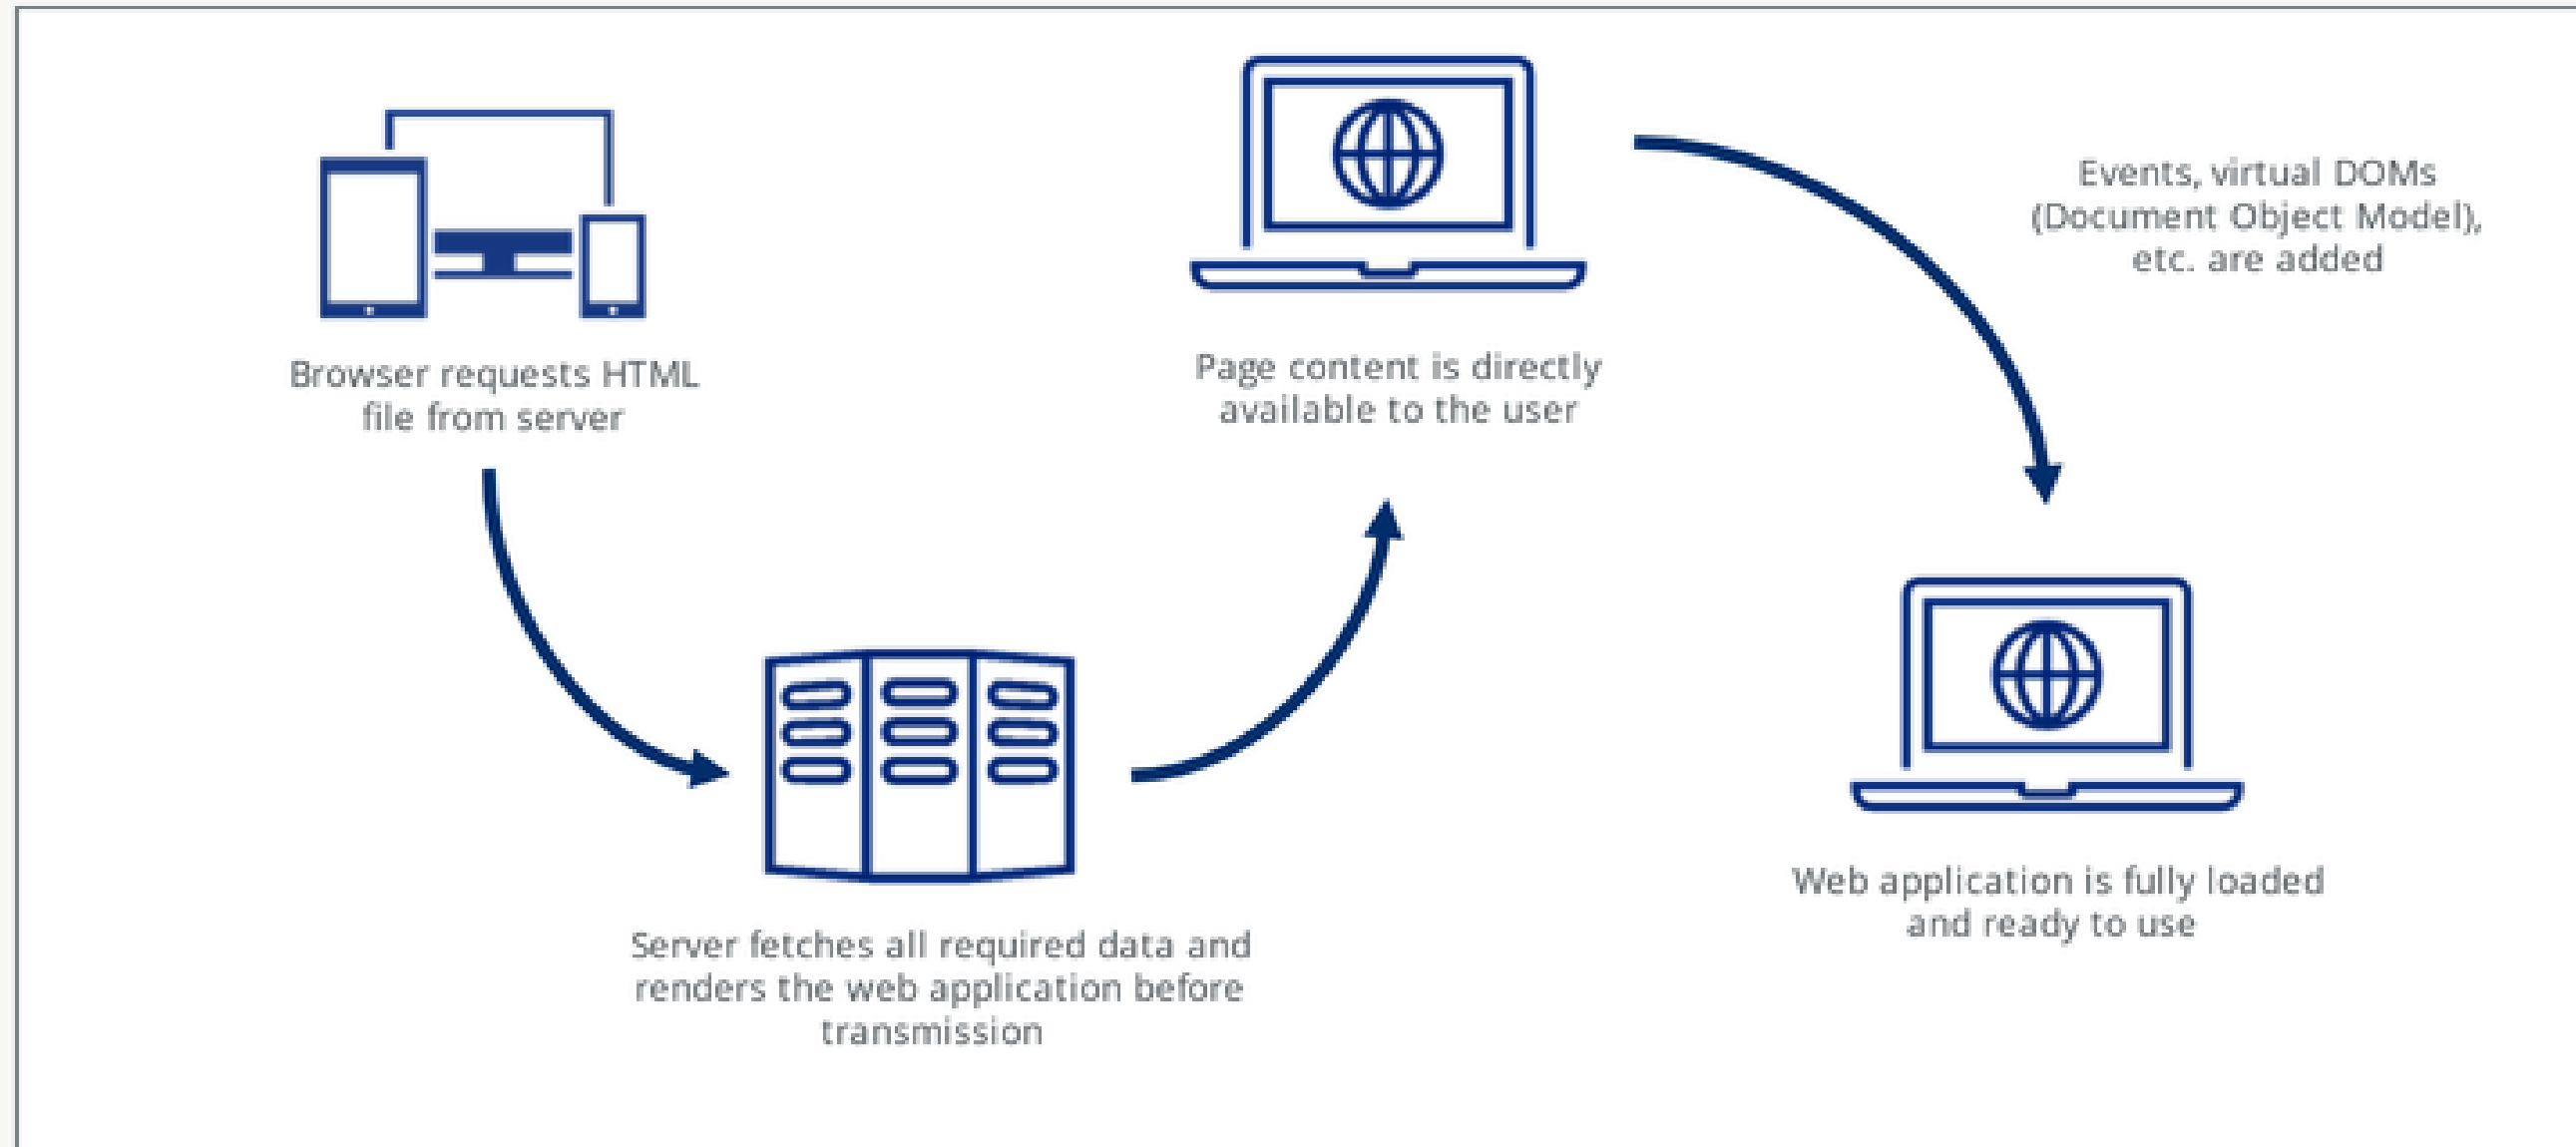 Browser requests HTML
file from server
Server fetches all required data and
renders the web application before
transmission
Page content is directly
available to the user
Events, virtual DOMs
(Document Object Model),
etc. are added
Web application is fully loaded
and ready to use